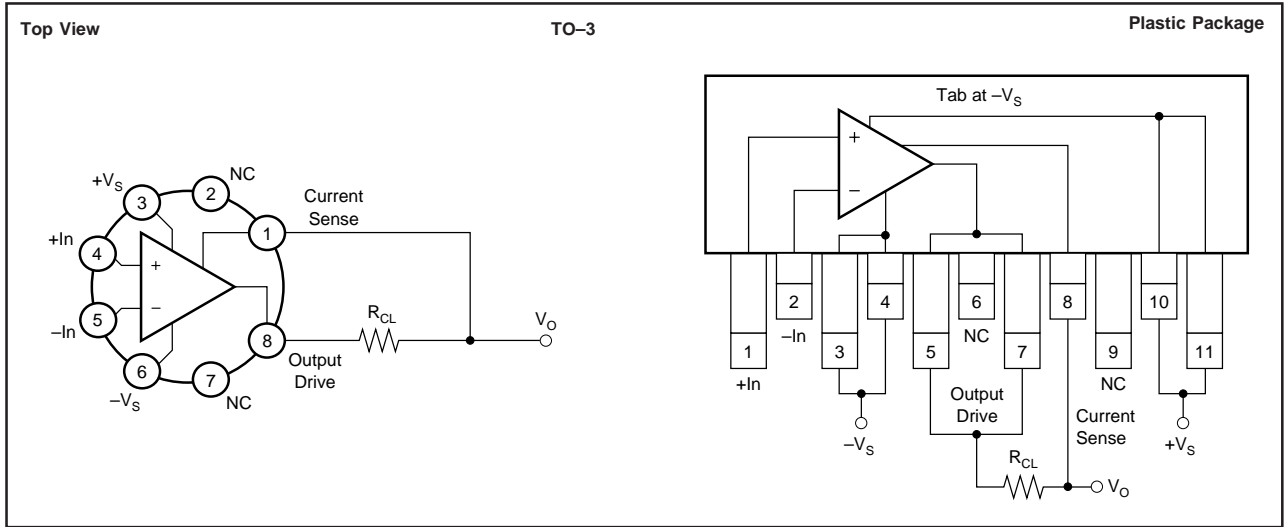 Top View
TO–3
Plastic Package
+V_S
3
2
NC
Current
Sense
1
+In
4
+
–
5
–In
6
–V_S
7
NC
8
Output
Drive
R_CL
V_O
Tab at –V_S
+
–
1
+In
2
–In
3
4
–V_S
5
6
NC
7
Output
Drive
R_CL
8
Current
Sense
V_O
9
NC
10
11
+V_S